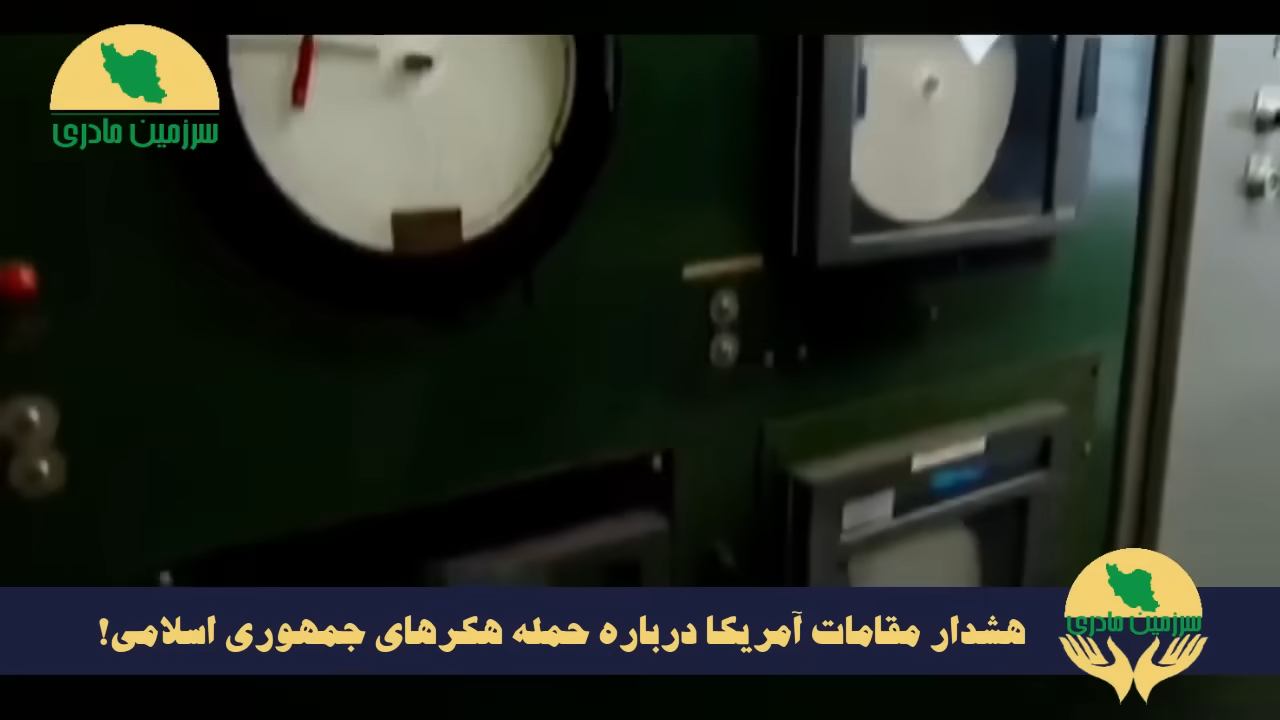 سرزمین مادری
هشدار مقامات آمریکا درباره حمله هکرهای جمهوری اسلامی!
سرزمین مادری